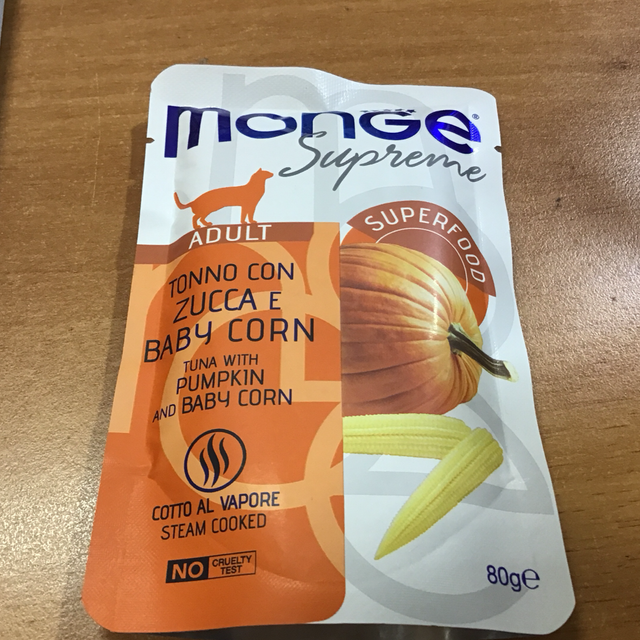 MONGE®
Supreme
ADULT
SUPERFOOD
TONNO CON
ZUCCA E
BABY CORN
TUNA WITH
PUMPKIN
AND BABY CORN
COTTO AL VAPORE
STEAM COOKED
NO CRUELTY
TEST
80g℮